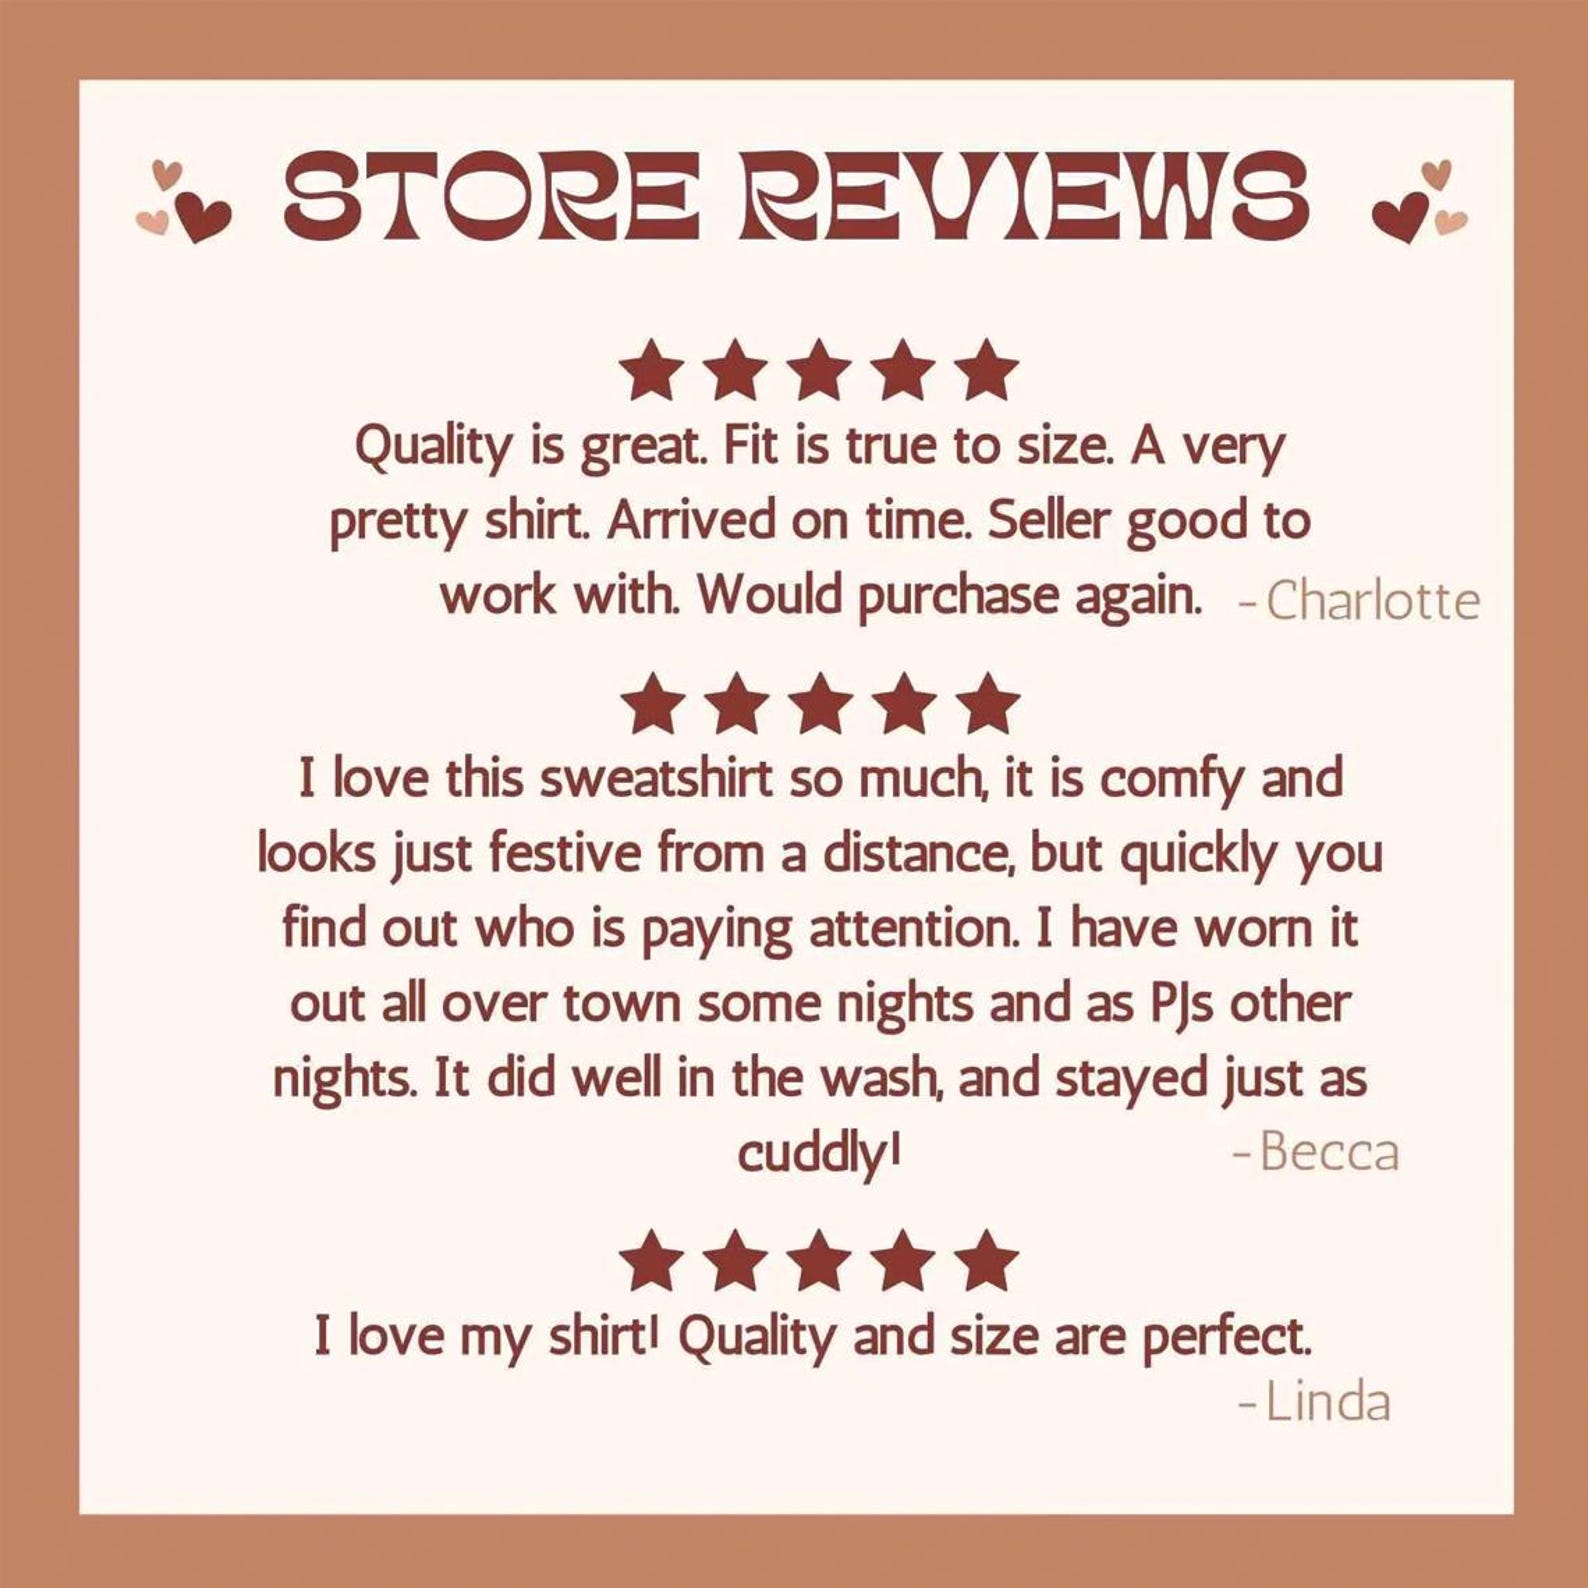 STORE REVIEWS
Quality is great. Fit is true to size. A very
pretty shirt. Arrived on time. Seller good to
work with. Would purchase again. - Charlotte
I love this sweatshirt so much, it is comfy and
looks just festive from a distance, but quickly you
find out who is paying attention. I have worn it
out all over town some nights and as PJs other
nights. It did well in the wash, and stayed just as
cuddly! - Becca
I love my shirt! Quality and size are perfect.
- Linda